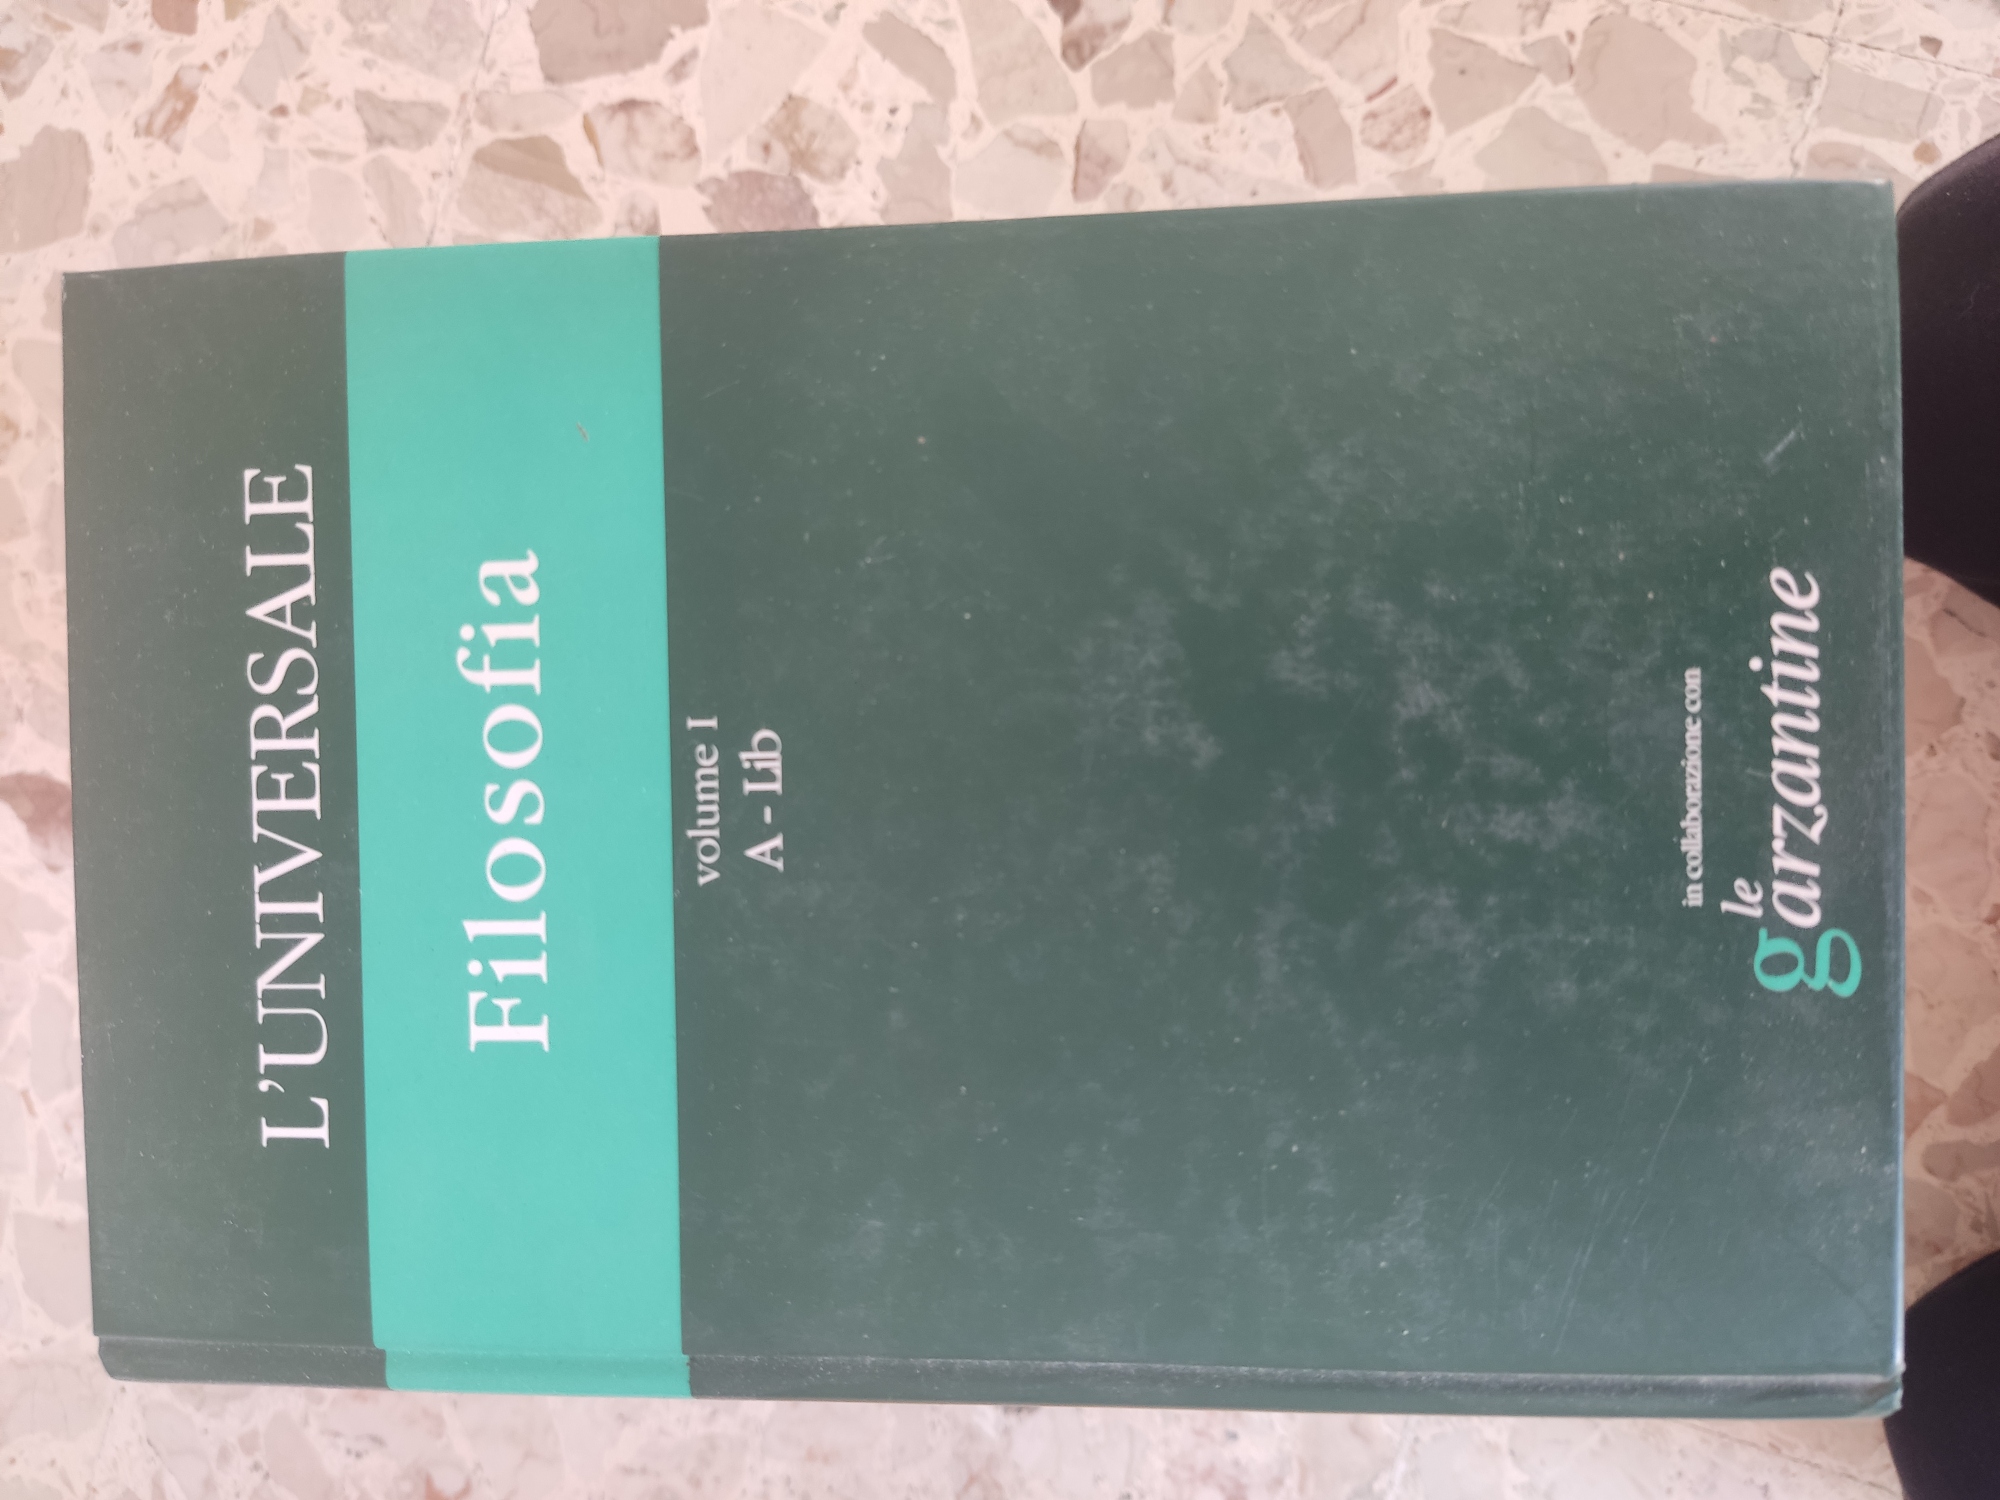 L'UNIVERSALE
Filosofia
volume I
A - Lib
in collaborazione con
le
garzantine